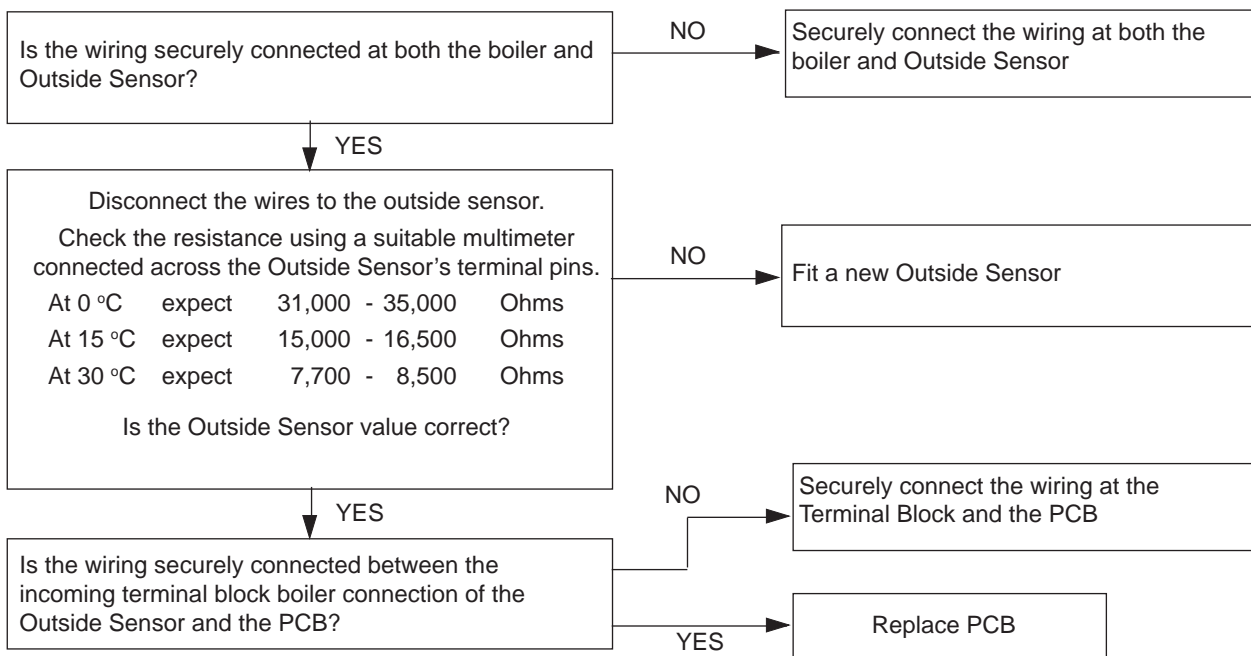 Is the wiring securely connected at both the boiler and
Outside Sensor?
NO
Securely connect the wiring at both the
boiler and Outside Sensor
YES
Disconnect the wires to the outside sensor.
Check the resistance using a suitable multimeter
connected across the Outside Sensor's terminal pins.
At 0 °C expect 31,000 - 35,000 Ohms
At 15 °C expect 15,000 - 16,500 Ohms
At 30 °C expect 7,700 - 8,500 Ohms
Is the Outside Sensor value correct?
NO
Fit a new Outside Sensor
YES
Is the wiring securely connected between the
incoming terminal block boiler connection of the
Outside Sensor and the PCB?
NO
Securely connect the wiring at the
Terminal Block and the PCB
YES
Replace PCB